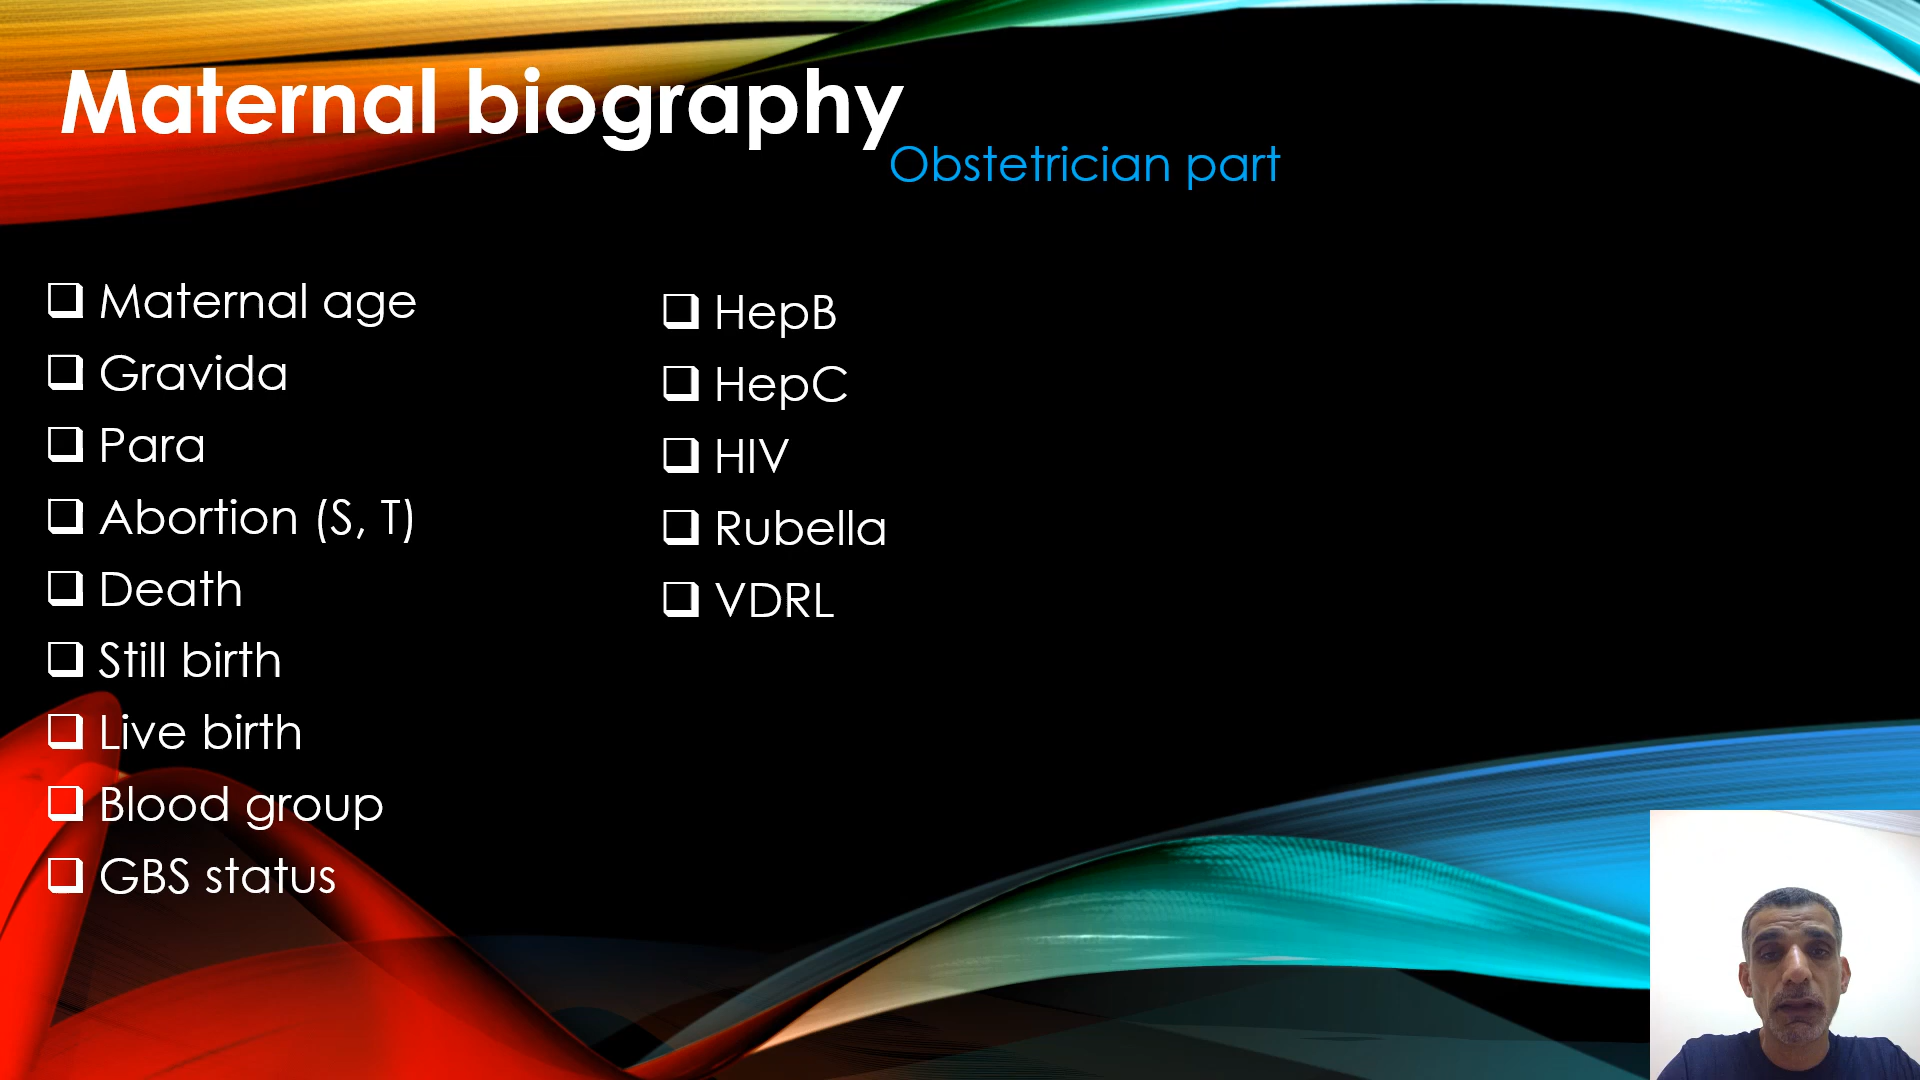 Maternal biography
Obstetrician part
Maternal age
Gravida
Para
Abortion (S, T)
Death
Still birth
Live birth
Blood group
GBS status
HepB
HepC
HIV
Rubella
VDRL